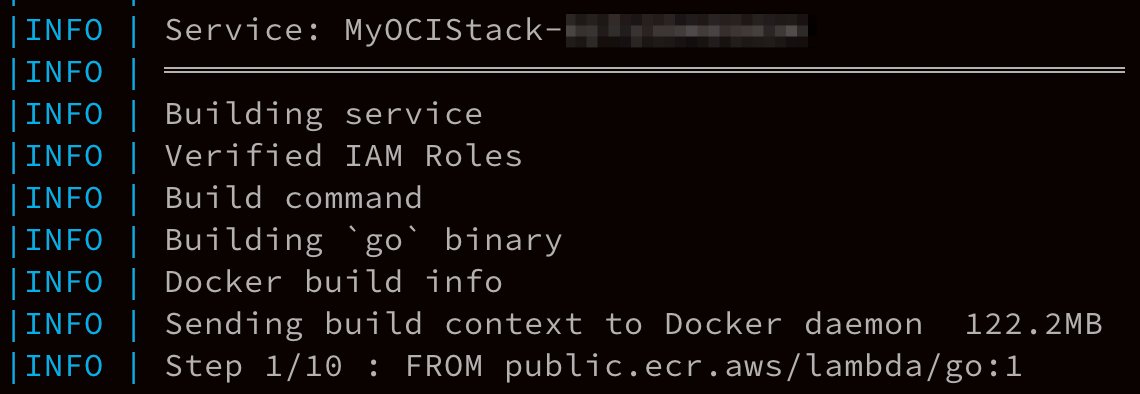 |INFO | Service: MyOCIStack-
|INFO | ════════════════════════════════════════════════
|INFO | Building service
|INFO | Verified IAM Roles
|INFO | Build command
|INFO | Building `go` binary
|INFO | Docker build info
|INFO | Sending build context to Docker daemon  122.2MB
|INFO | Step 1/10 : FROM public.ecr.aws/lambda/go:1